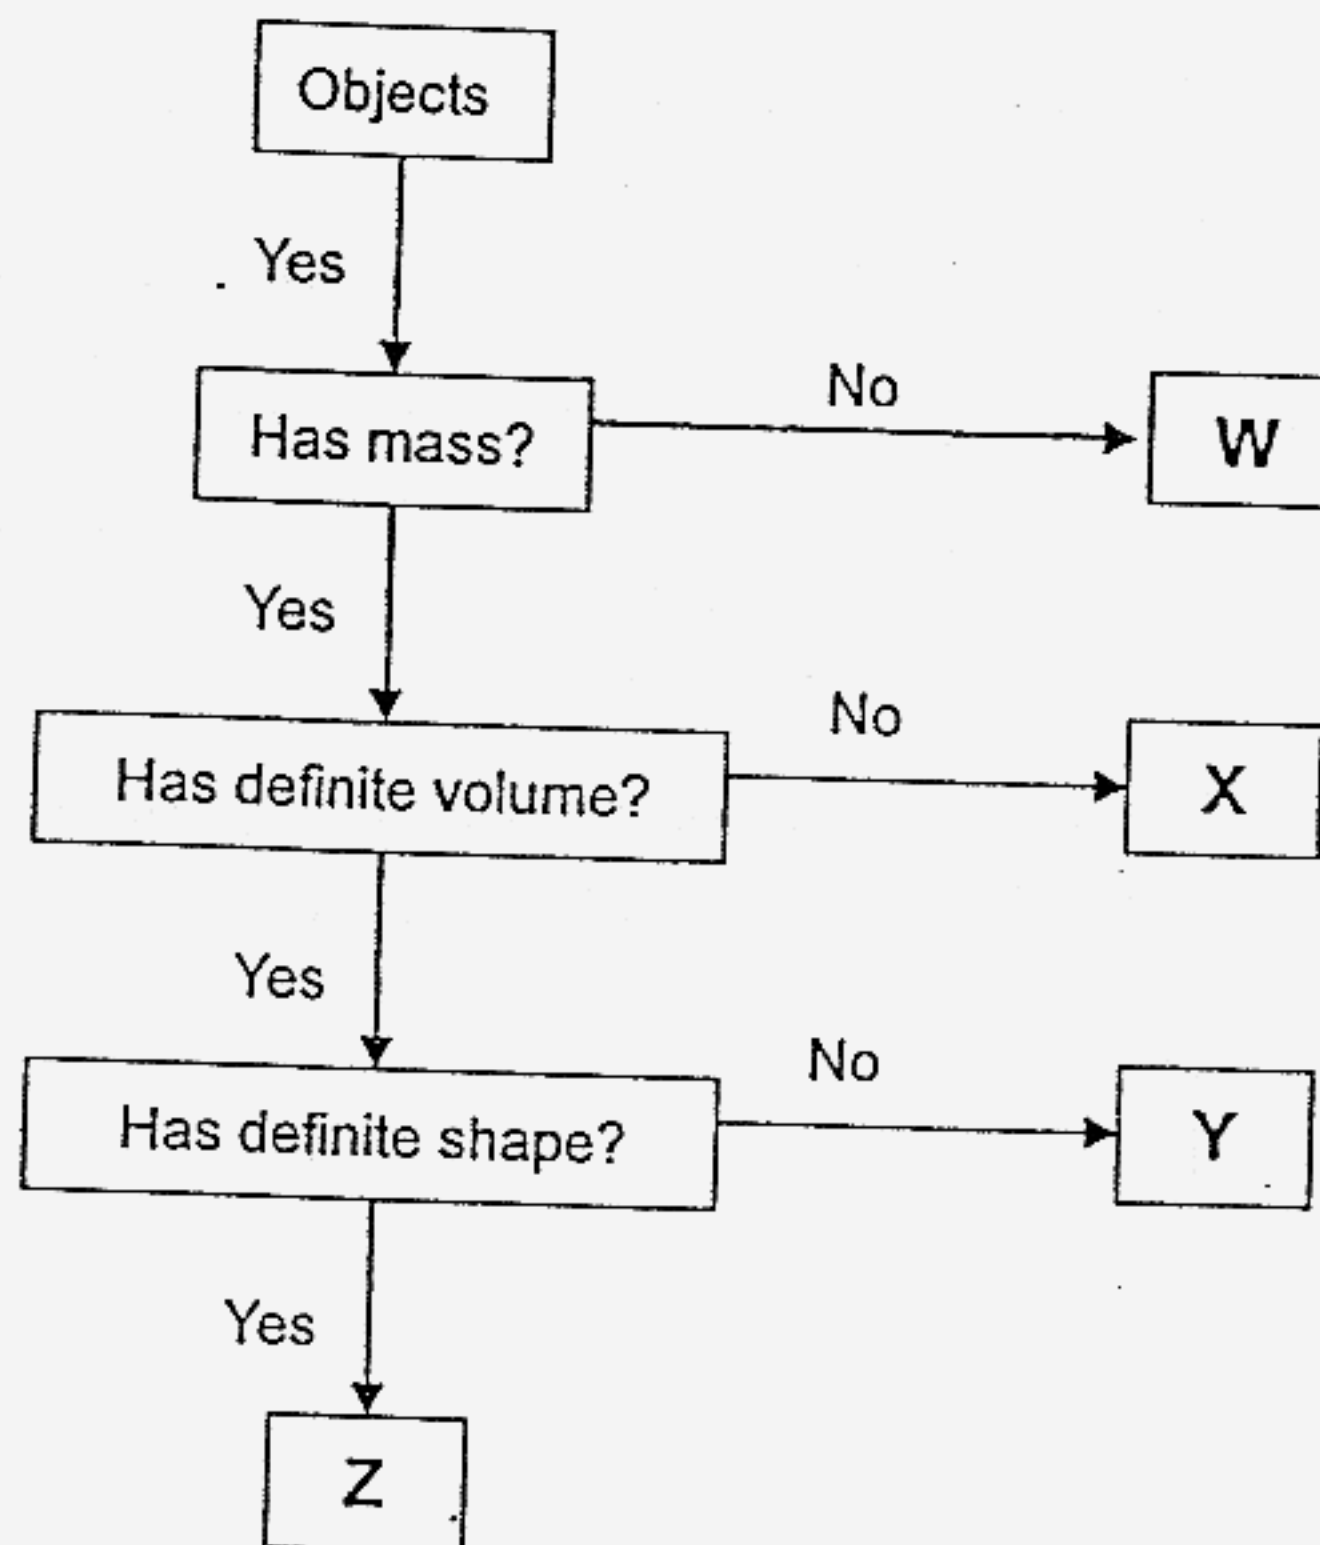 Objects
Yes
Has mass?
No
W
Yes
Has definite volume?
No
X
Yes
Has definite shape?
No
Y
Yes
Z